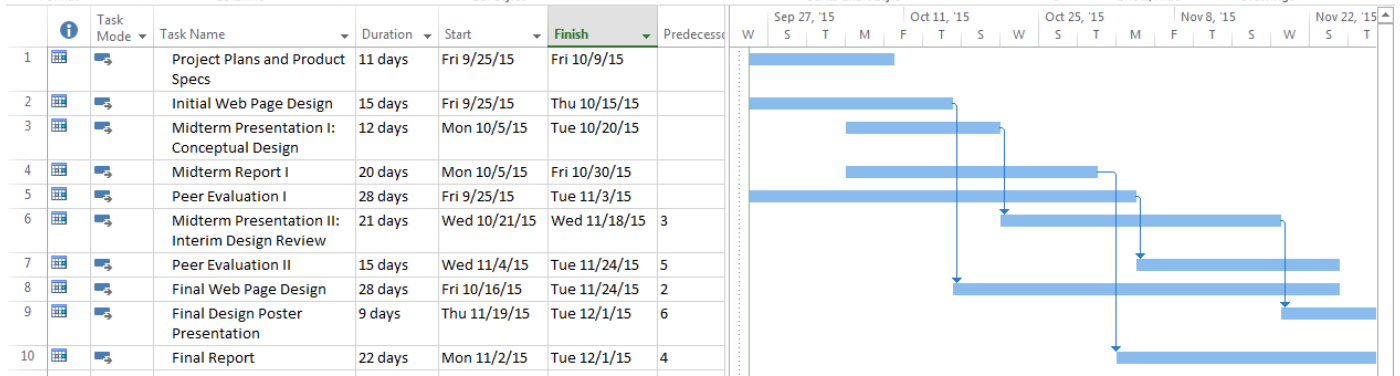 Sep 27, '15 Oct 11, '15 Oct 25, '15 Nov 8, '15 Nov 22, '15
Task
Mode Task Name Duration Start Finish Predecesso W S T M F T S W S T M F T S W S T
1 Project Plans and Product 11 days Fri 9/25/15 Fri 10/9/15
Specs
2 Initial Web Page Design 15 days Fri 9/25/15 Thu 10/15/15
3 Midterm Presentation I: 12 days Mon 10/5/15 Tue 10/20/15
Conceptual Design
4 Midterm Report I 20 days Mon 10/5/15 Fri 10/30/15
5 Peer Evaluation I 28 days Fri 9/25/15 Tue 11/3/15
6 Midterm Presentation II: 21 days Wed 10/21/15 Wed 11/18/15 3
Interim Design Review
7 Peer Evaluation II 15 days Wed 11/4/15 Tue 11/24/15 5
8 Final Web Page Design 28 days Fri 10/16/15 Tue 11/24/15 2
9 Final Design Poster 9 days Thu 11/19/15 Tue 12/1/15 6
Presentation
10 Final Report 22 days Mon 11/2/15 Tue 12/1/15 4